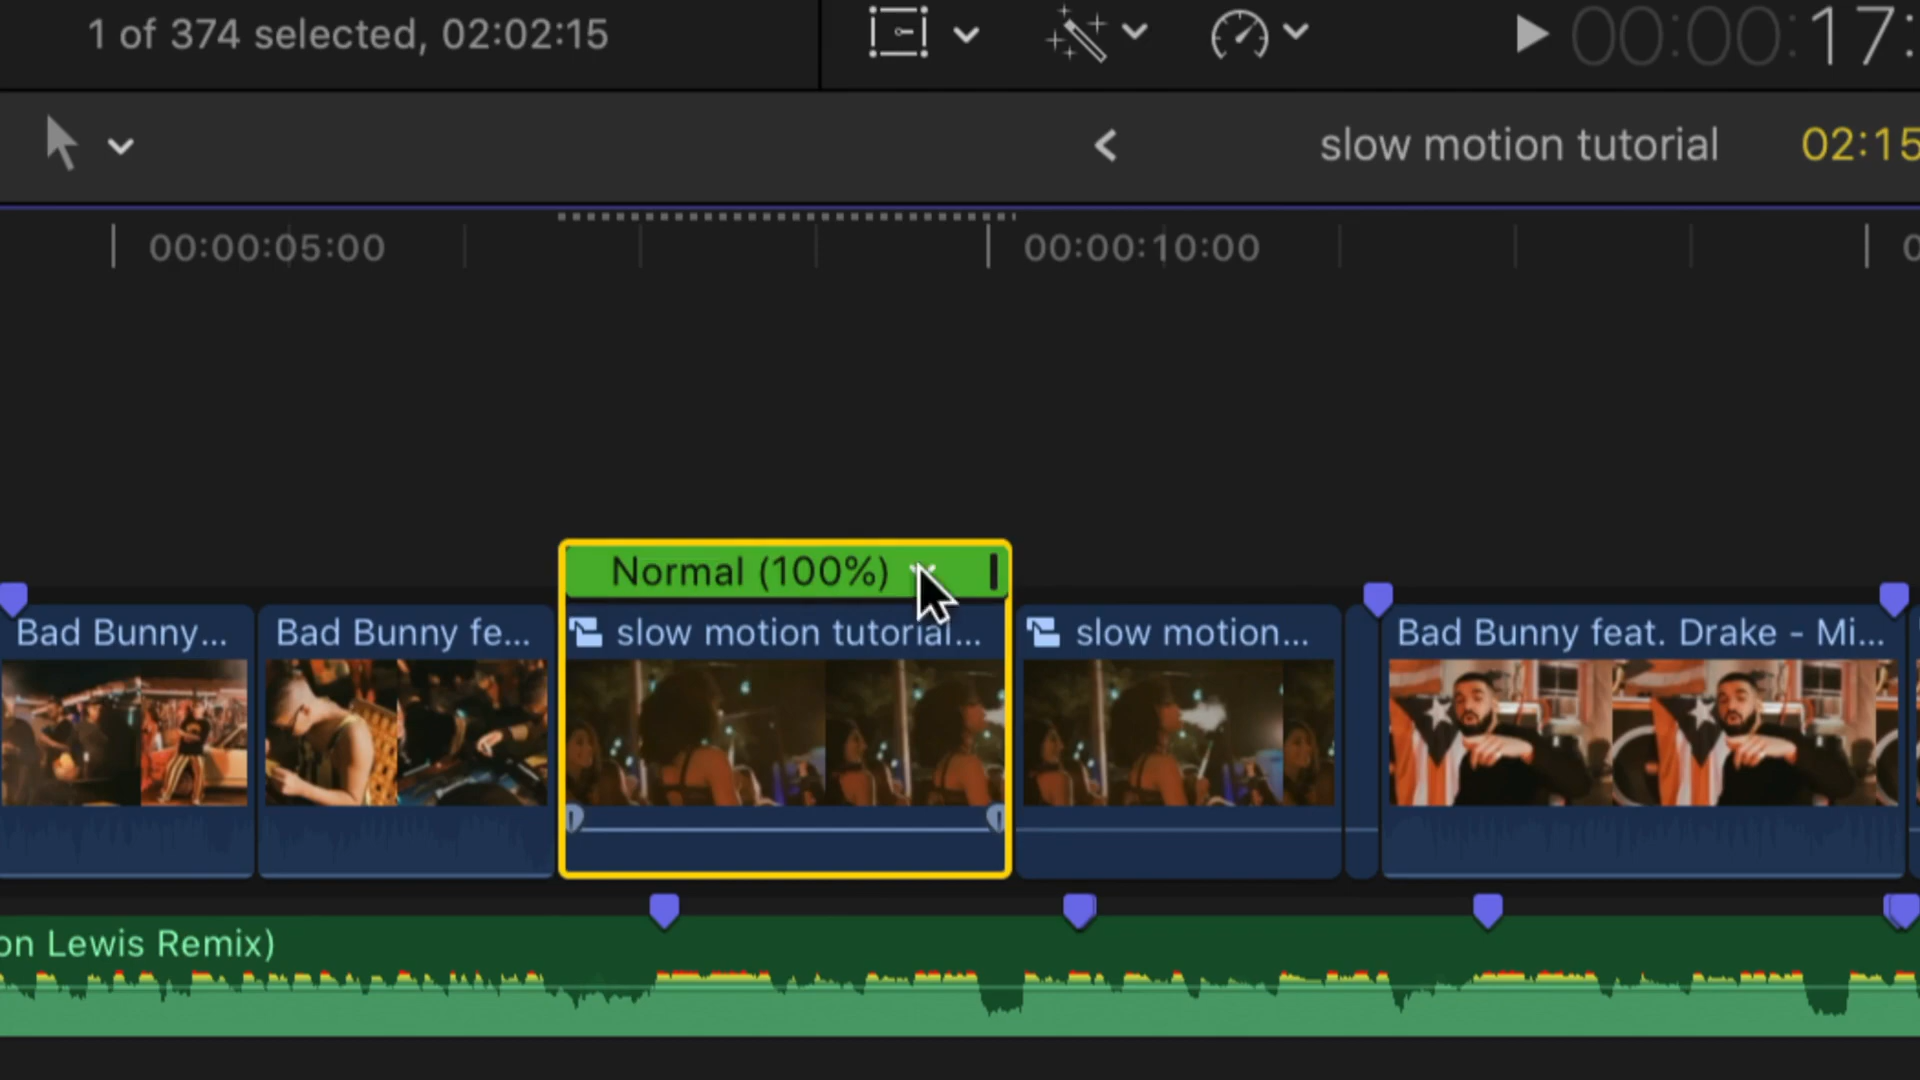 1 of 374 selected, 02:02:15
00:00:17:
slow motion tutorial
02:15
00:00:05:00
00:00:10:00
Normal (100%)
Bad Bunny...
Bad Bunny fe...
slow motion tutorial...
slow motion...
Bad Bunny feat. Drake - Mi...
on Lewis Remix)